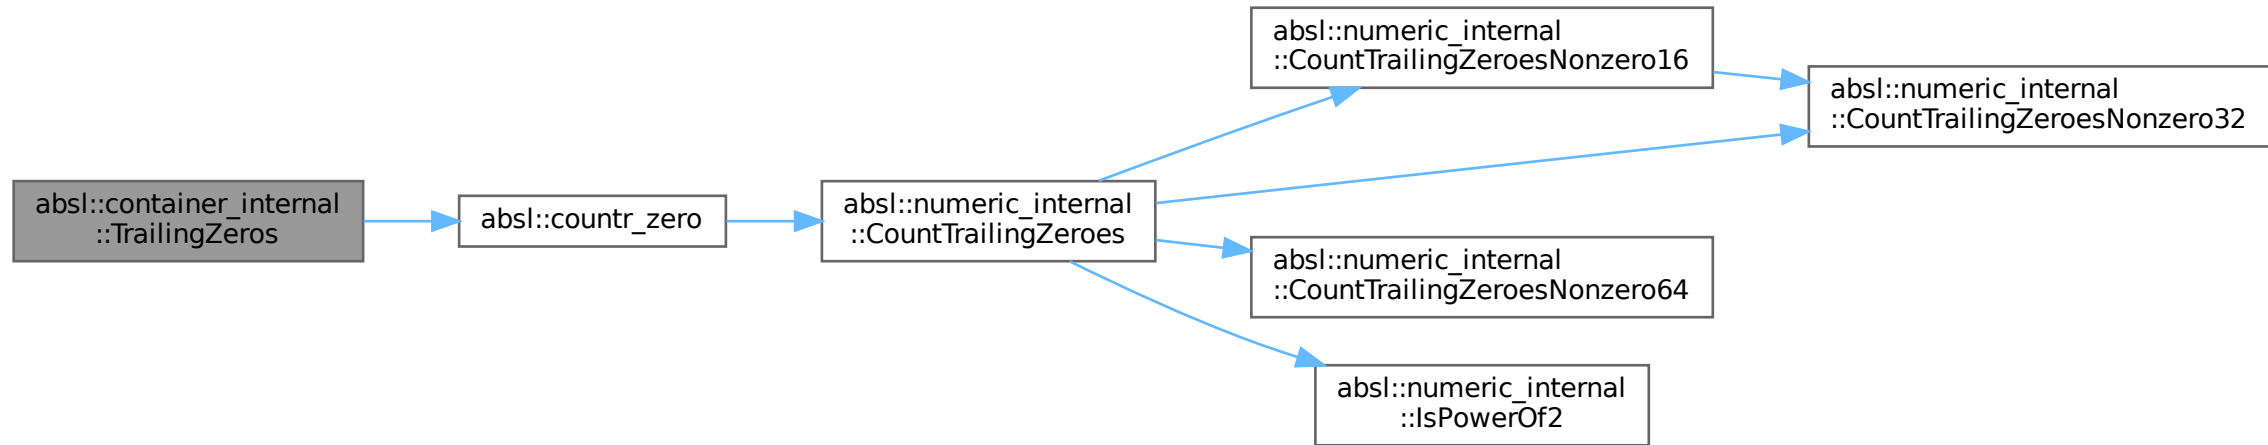 absl::container_internal
::TrailingZeros
absl::countr_zero
absl::numeric_internal
::CountTrailingZeroes
absl::numeric_internal
::CountTrailingZeroesNonzero16
absl::numeric_internal
::CountTrailingZeroesNonzero32
absl::numeric_internal
::CountTrailingZeroesNonzero64
absl::numeric_internal
::IsPowerOf2